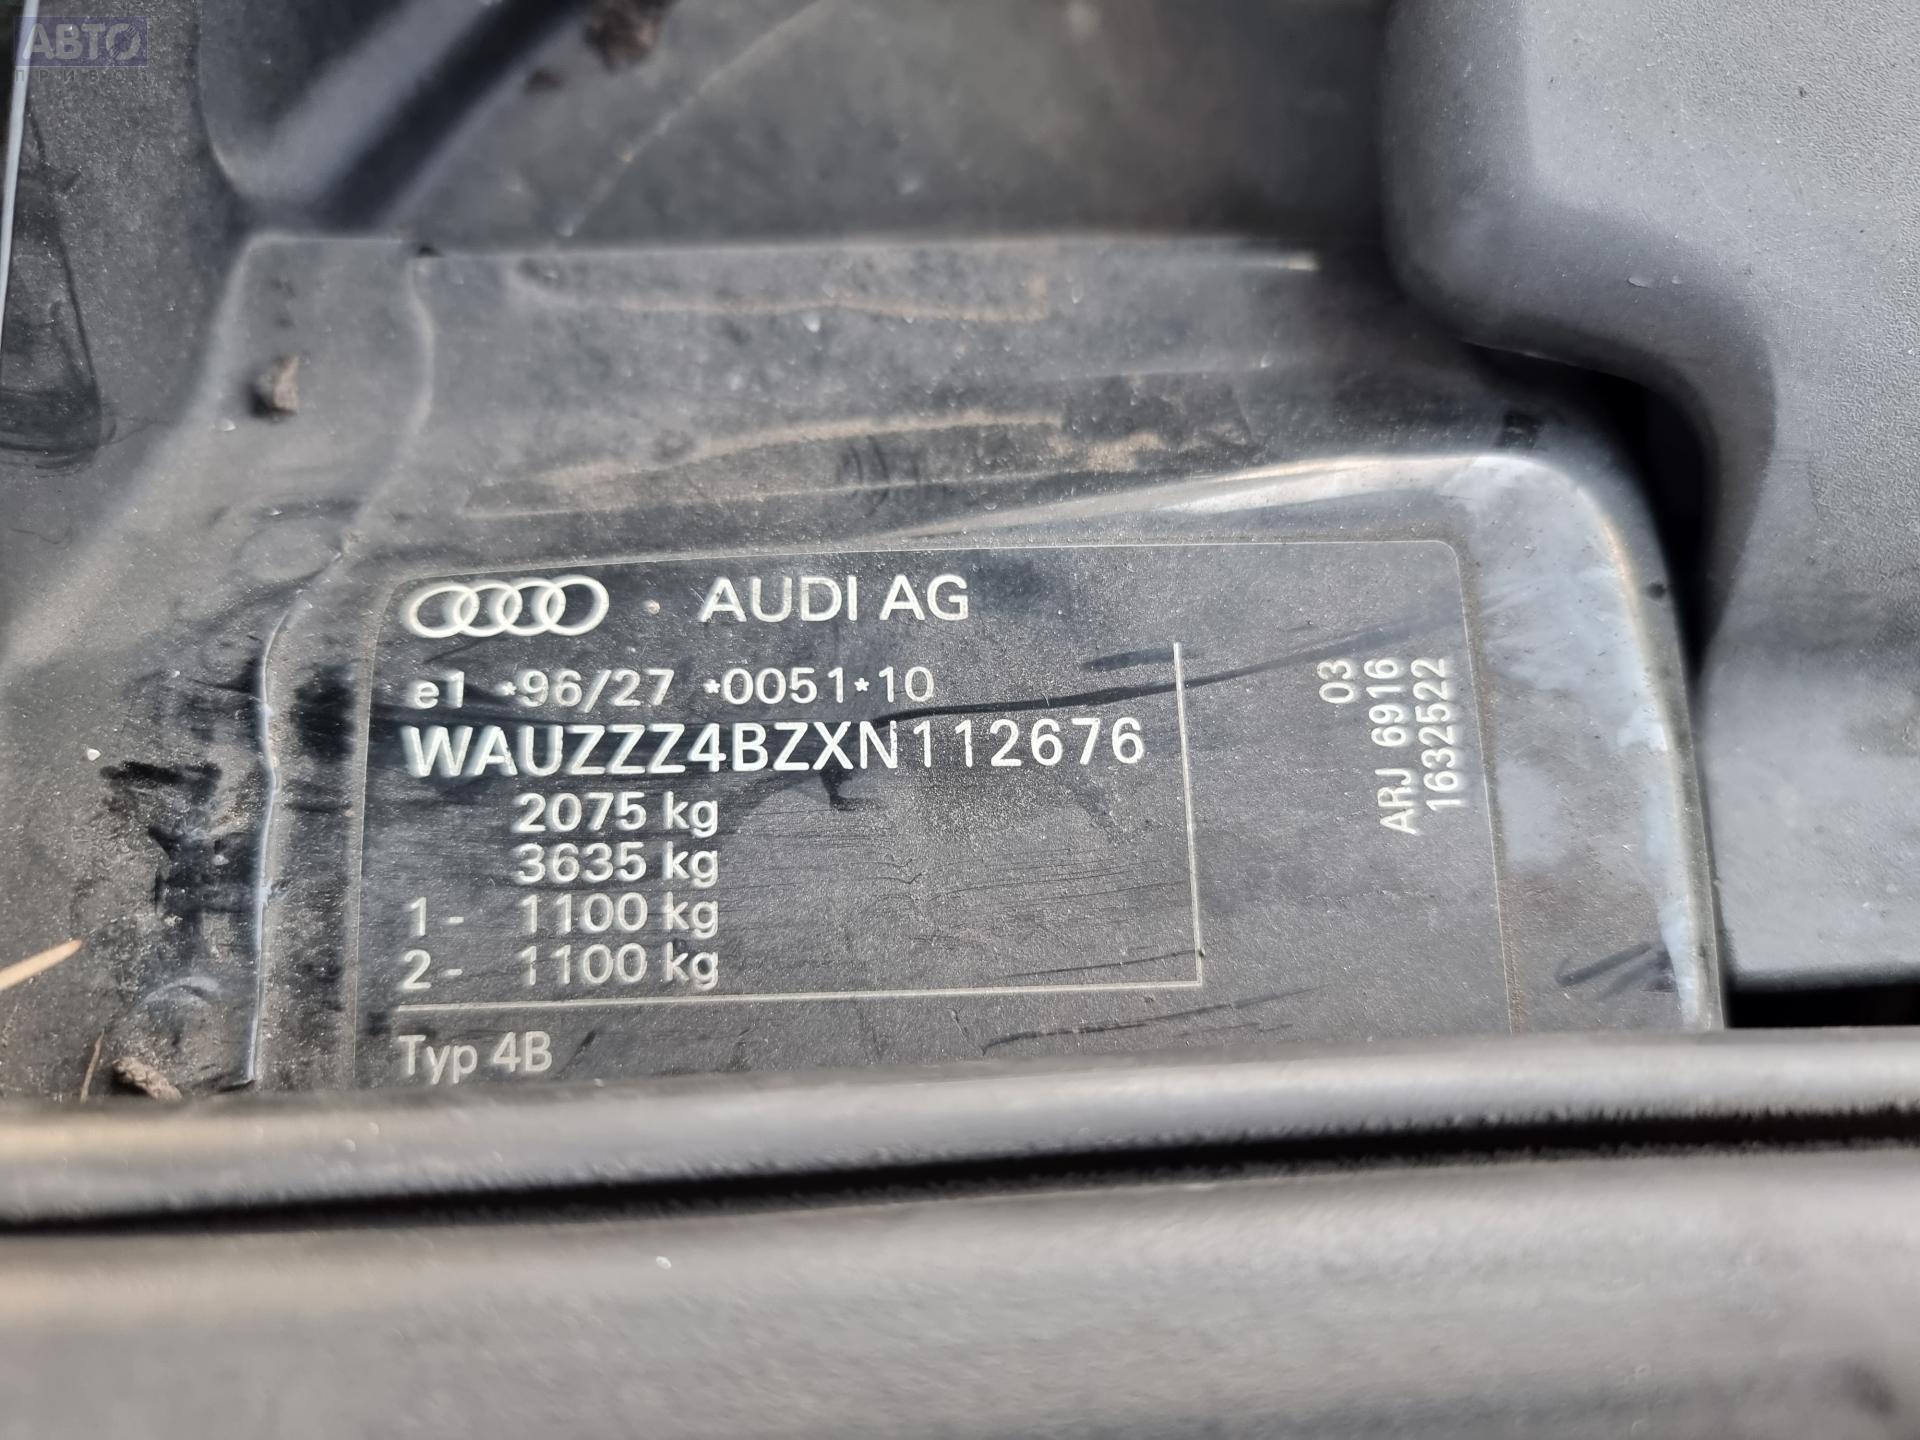 АВТО
ПРИВОЗ
AUDI AG
e1 *96/27 *0051*10
WAUZZZ4BZXN112676
2075 kg
3635 kg
1- 1100 kg
2- 1100 kg
Typ 4B
03
ARJ 6916
1632522